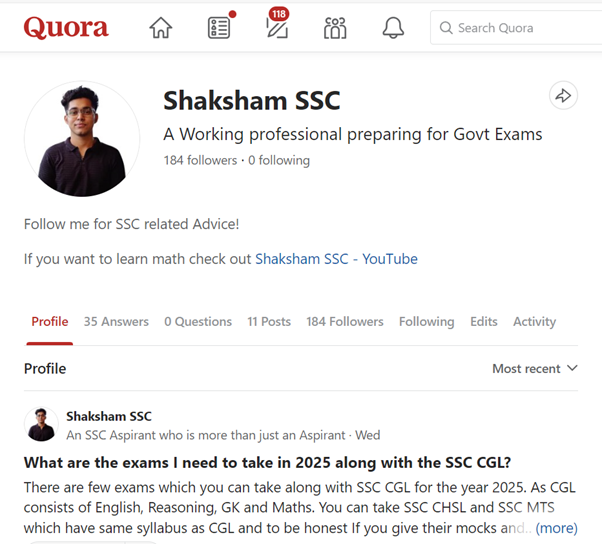 Quora
118
Search Quora
Shaksham SSC
A Working professional preparing for Govt Exams
184 followers · 0 following
Follow me for SSC related Advice!
If you want to learn math check out Shaksham SSC - YouTube
Profile 35 Answers 0 Questions 11 Posts 184 Followers Following Edits Activity
Profile Most recent
Shaksham SSC
An SSC Aspirant who is more than just an Aspirant · Wed
What are the exams I need to take in 2025 along with the SSC CGL?
There are few exams which you can take along with SSC CGL for the year 2025. As CGL
consists of English, Reasoning, GK and Maths. You can take SSC CHSL and SSC MTS
which have same syllabus as CGL and to be honest If you give their mocks and.. (more)